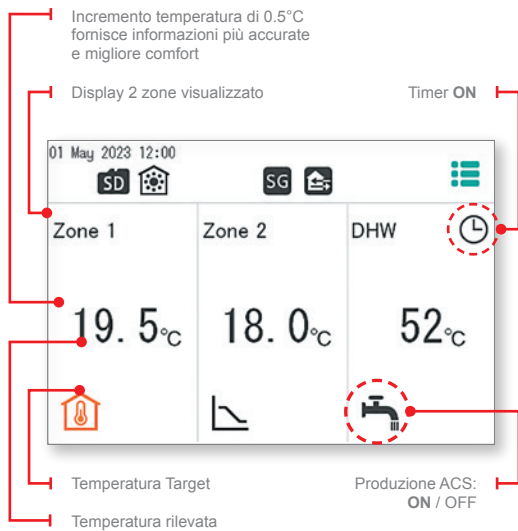 Incremento temperatura di 0.5°C
fornisce informazioni più accurate
e migliore comfort
Display 2 zone visualizzato
Timer ON
01 May 2023 12:00
SD
SG
Zone 1
Zone 2
DHW
19.5°C
18.0°C
52°C
Temperatura Target
Produzione ACS:
ON / OFF
Temperatura rilevata